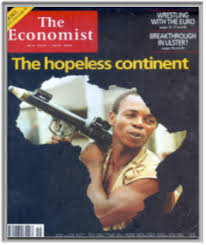 The
Economist
WRESTLING
WITH THE EURO
BREAKTHROUGH
IN ULSTER?
The hopeless continent